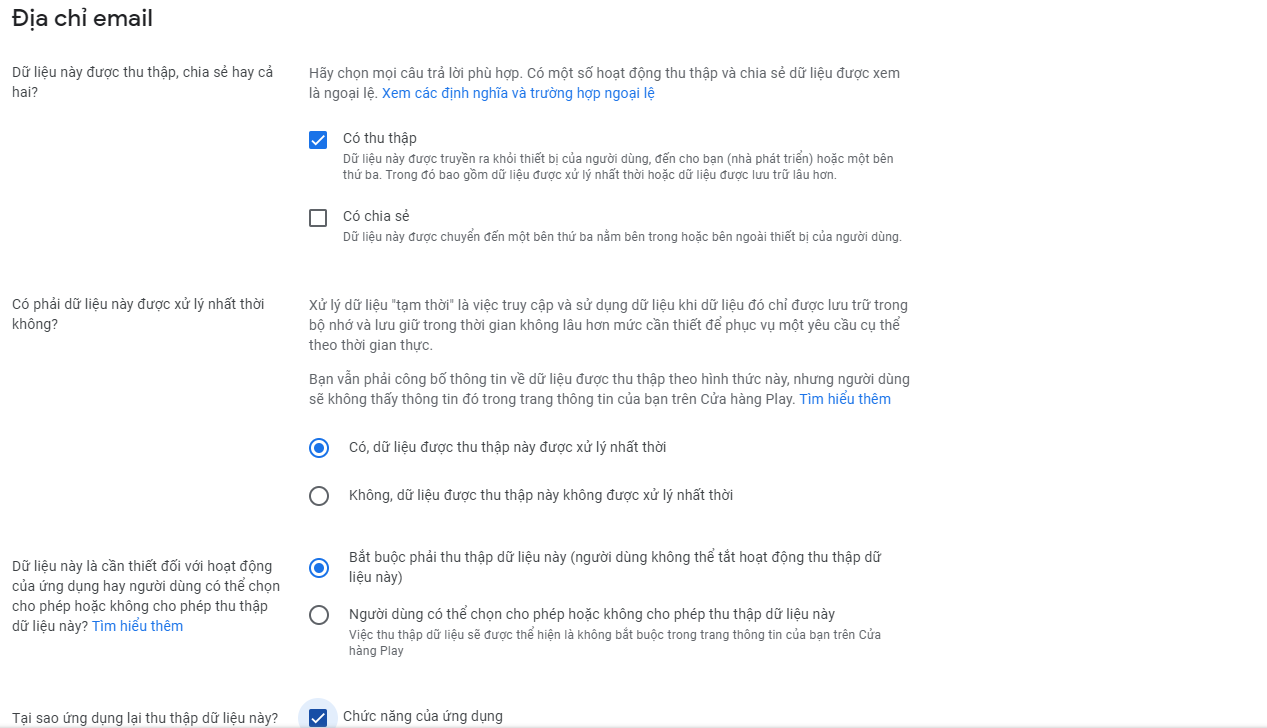 Địa chỉ email
Dữ liệu này được thu thập, chia sẻ hay cả
hai?
Hãy chọn mọi câu trả lời phù hợp. Có một số hoạt động thu thập và chia sẻ dữ liệu được xem
là ngoại lệ. Xem các định nghĩa và trường hợp ngoại lệ
Có thu thập
Dữ liệu này được truyền ra khỏi thiết bị của người dùng, đến cho bạn (nhà phát triển) hoặc một bên
thứ ba. Trong đó bao gồm dữ liệu được xử lý nhất thời hoặc dữ liệu được lưu trữ lâu hơn.
Có chia sẻ
Dữ liệu này được chuyển đến một bên thứ ba nằm bên trong hoặc bên ngoài thiết bị của người dùng.
Có phải dữ liệu này được xử lý nhất thời
không?
Xử lý dữ liệu "tạm thời" là việc truy cập và sử dụng dữ liệu khi dữ liệu đó chỉ được lưu trữ trong
bộ nhớ và lưu giữ trong thời gian không lâu hơn mức cần thiết để phục vụ một yêu cầu cụ thể
theo thời gian thực.
Bạn vẫn phải công bố thông tin về dữ liệu được thu thập theo hình thức này, nhưng người dùng
sẽ không thấy thông tin đó trong trang thông tin của bạn trên Cửa hàng Play. Tìm hiểu thêm
Có, dữ liệu được thu thập này được xử lý nhất thời
Không, dữ liệu được thu thập này không được xử lý nhất thời
Dữ liệu này là cần thiết đối với hoạt động
của ứng dụng hay người dùng có thể chọn
cho phép hoặc không cho phép thu thập
dữ liệu này? Tìm hiểu thêm
Bắt buộc phải thu thập dữ liệu này (người dùng không thể tắt hoạt động thu thập dữ
liệu này)
Người dùng có thể chọn cho phép hoặc không cho phép thu thập dữ liệu này
Việc thu thập dữ liệu sẽ được thể hiện là không bắt buộc trong trang thông tin của bạn trên Cửa
hàng Play
Tại sao ứng dụng lại thu thập dữ liệu này?
Chức năng của ứng dụng